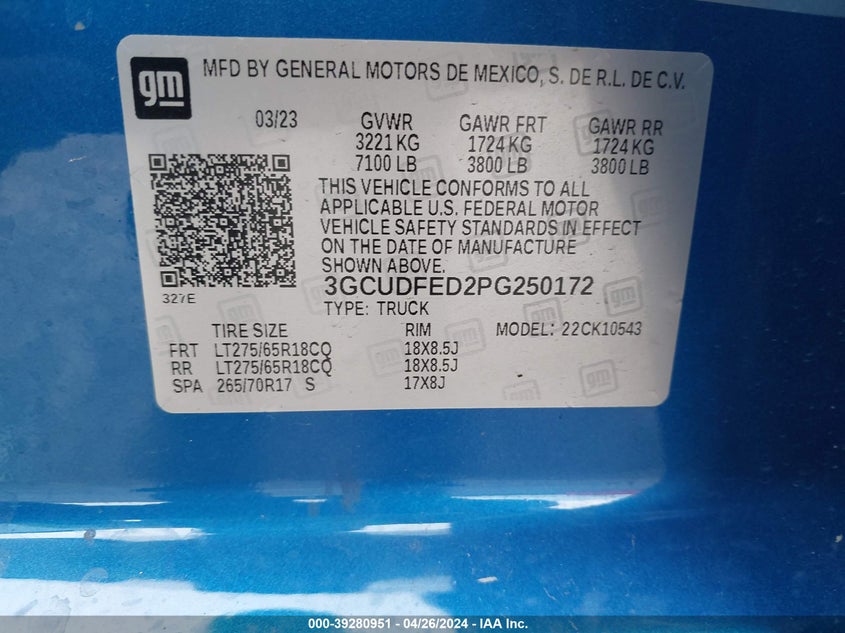 gm
MFD BY GENERAL MOTORS DE MEXICO, S. DE R.L. DE C.V.
03/23 GVWR GAWR FRT GAWR RR
3221 KG 1724 KG 1724 KG
7100 LB 3800 LB 3800 LB
THIS VEHICLE CONFORMS TO ALL
APPLICABLE U.S. FEDERAL MOTOR
VEHICLE SAFETY STANDARDS IN EFFECT
ON THE DATE OF MANUFACTURE
SHOWN ABOVE.
3GCUDFED2PG250172
327E
TYPE: TRUCK
TIRE SIZE RIM MODEL: 22CK10543
FRT LT275/65R18CQ 18X8.5J
RR LT275/65R18CQ 18X8.5J
SPA 265/70R17 S 17X8J
000-39280951 | 04/26/2024 - IAA Inc.